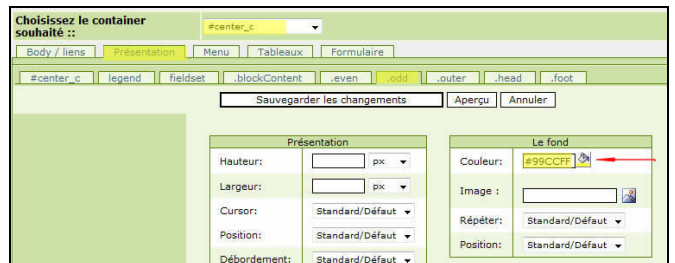 Choisissez le container souhaité ::
#center_c
Body / liens Présentation Menu Tableaux Formulaire
#center_c legend fieldset .blockContent .even .odd .outer .head .foot
Sauvegarder les changements Aperçu Annuler
Présentation
Hauteur: px
Largeur: px
Cursor: Standard/Défaut
Position: Standard/Défaut
Débordement: Standard/Défaut
Le fond
Couleur: #99CCFF
Image :
Répéter: Standard/Défaut
Position: Standard/Défaut